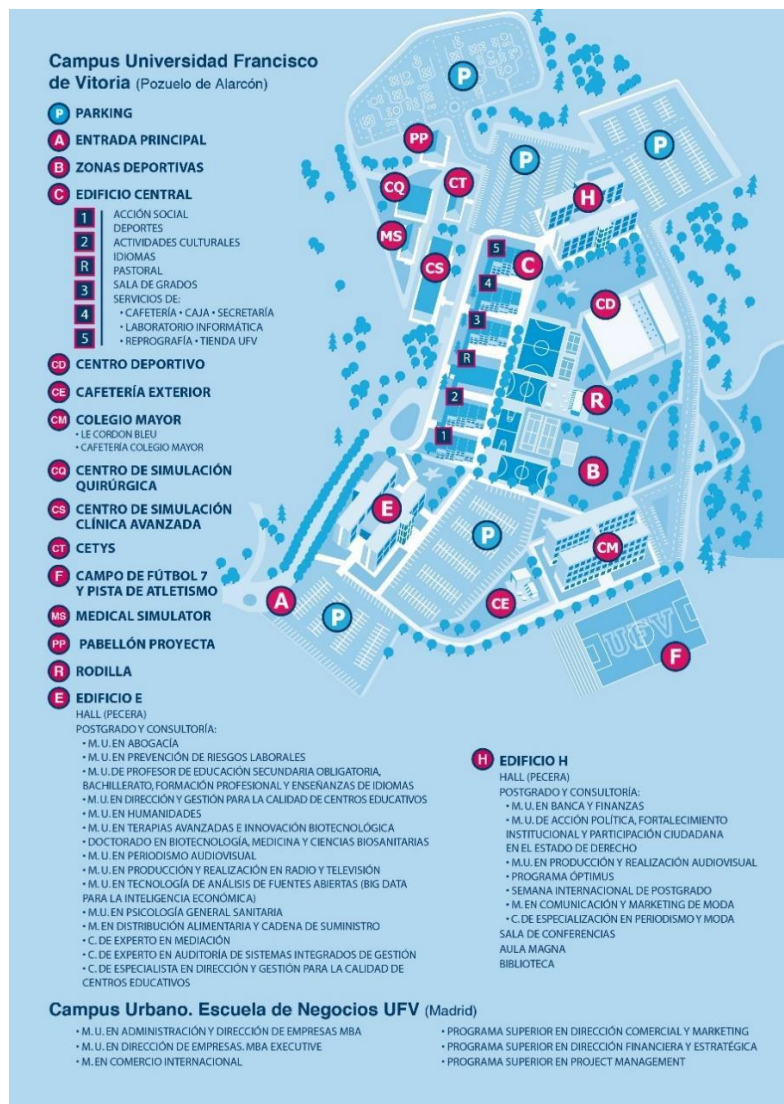 Campus Universidad Francisco
de Vitoria (Pozuelo de Alarcón)
P PARKING
A ENTRADA PRINCIPAL
B ZONAS DEPORTIVAS
C EDIFICIO CENTRAL
1
2
R
3
4
5
ACCIÓN SOCIAL
DEPORTES
ACTIVIDADES CULTURALES
IDIOMAS
PASTORAL
SALA DE GRADOS
SERVICIOS DE:
• CAFETERÍA • CAJA • SECRETARÍA
• LABORATORIO INFORMÁTICA
• REPROGRAFÍA • TIENDA UFV
CD CENTRO DEPORTIVO
CE CAFETERÍA EXTERIOR
CM COLEGIO MAYOR
• LE CORDON BLEU
• CAFETERÍA COLEGIO MAYOR
CQ CENTRO DE SIMULACIÓN
QUIRÚRGICA
CS CENTRO DE SIMULACIÓN
CLÍNICA AVANZADA
CT CETYS
F CAMPO DE FÚTBOL 7
Y PISTA DE ATLETISMO
MS MEDICAL SIMULATOR
PP PABELLÓN PROYECTA
R RODILLA
E EDIFICIO E
HALL (PECERA)
POSTGRADO Y CONSULTORÍA:
• M. U. EN ABOGACÍA
• M. U. EN PREVENCIÓN DE RIESGOS LABORALES
• M.U. DE PROFESOR DE EDUCACIÓN SECUNDARIA OBLIGATORIA,
BACHILLERATO, FORMACIÓN PROFESIONAL Y ENSEÑANZAS DE IDIOMAS
• M.U. EN DIRECCIÓN Y GESTIÓN PARA LA CALIDAD DE CENTROS EDUCATIVOS
• M.U. EN HUMANIDADES
• M.U. EN TERAPIAS AVANZADAS E INNOVACIÓN BIOTECNOLÓGICA
• DOCTORADO EN BIOTECNOLOGÍA, MEDICINA Y CIENCIAS BIOSANITARIAS
• M.U. EN PERIODISMO AUDIOVISUAL
• M.U. EN PRODUCCIÓN Y REALIZACIÓN EN RADIO Y TELEVISIÓN
• M. U. EN TECNOLOGÍA DE ANÁLISIS DE FUENTES ABIERTAS (BIG DATA
PARA LA INTELIGENCIA ECONÓMICA)
• M.U. EN PSICOLOGÍA GENERAL SANITARIA
• M. EN DISTRIBUCIÓN ALIMENTARIA Y CADENA DE SUMINISTRO
• C. DE EXPERTO EN MEDIACIÓN
• C. DE EXPERTO EN AUDITORÍA DE SISTEMAS INTEGRADOS DE GESTIÓN
• C. DE ESPECIALISTA EN DIRECCIÓN Y GESTIÓN PARA LA CALIDAD DE
CENTROS EDUCATIVOS
P
PP
P
P
CQ
CT
H
MS
5
C
CS
4
CD
3
R
R
2
1
B
E
P
CM
A
CE
P
UFV
F
H EDIFICIO H
HALL (PECERA)
POSTGRADO Y CONSULTORÍA:
• M. U. EN BANCA Y FINANZAS
• M.U. DE ACCIÓN POLÍTICA, FORTALECIMIENTO
INSTITUCIONAL Y PARTICIPACIÓN CIUDADANA
EN EL ESTADO DE DERECHO
• M.U. EN PRODUCCIÓN Y REALIZACIÓN AUDIOVISUAL
• PROGRAMA ÓPTIMUS
• SEMANA INTERNACIONAL DE POSTGRADO
• M. EN COMUNICACIÓN Y MARKETING DE MODA
• C. DE ESPECIALIZACIÓN EN PERIODISMO Y MODA
SALA DE CONFERENCIAS
AULA MAGNA
BIBLIOTECA
Campus Urbano. Escuela de Negocios UFV (Madrid)
• M. U. EN ADMINISTRACIÓN Y DIRECCIÓN DE EMPRESAS MBA
• M. U. EN DIRECCIÓN DE EMPRESAS. MBA EXECUTIVE
• M. EN COMERCIO INTERNACIONAL
• PROGRAMA SUPERIOR EN DIRECCIÓN COMERCIAL Y MARKETING
• PROGRAMA SUPERIOR EN DIRECCIÓN FINANCIERA Y ESTRATÉGICA
• PROGRAMA SUPERIOR EN PROJECT MANAGEMENT